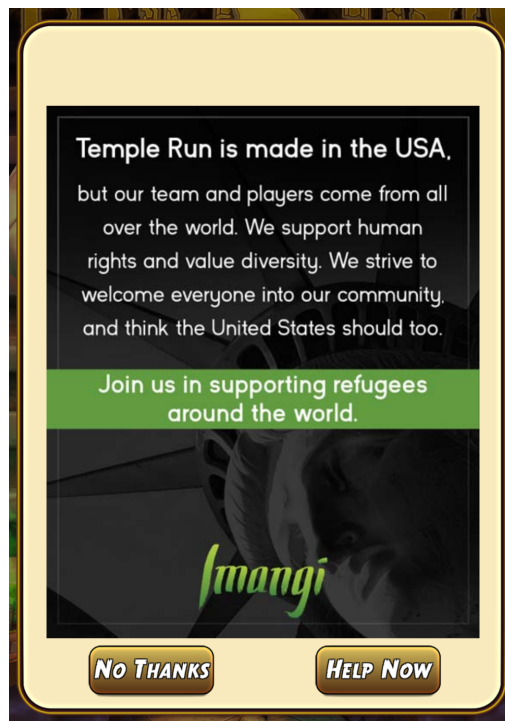 Temple Run is made in the USA,
but our team and players come from all
over the world. We support human
rights and value diversity. We strive to
welcome everyone into our community,
and think the United States should too.
Join us in supporting refugees
around the world.
Imangi
No Thanks
Help Now